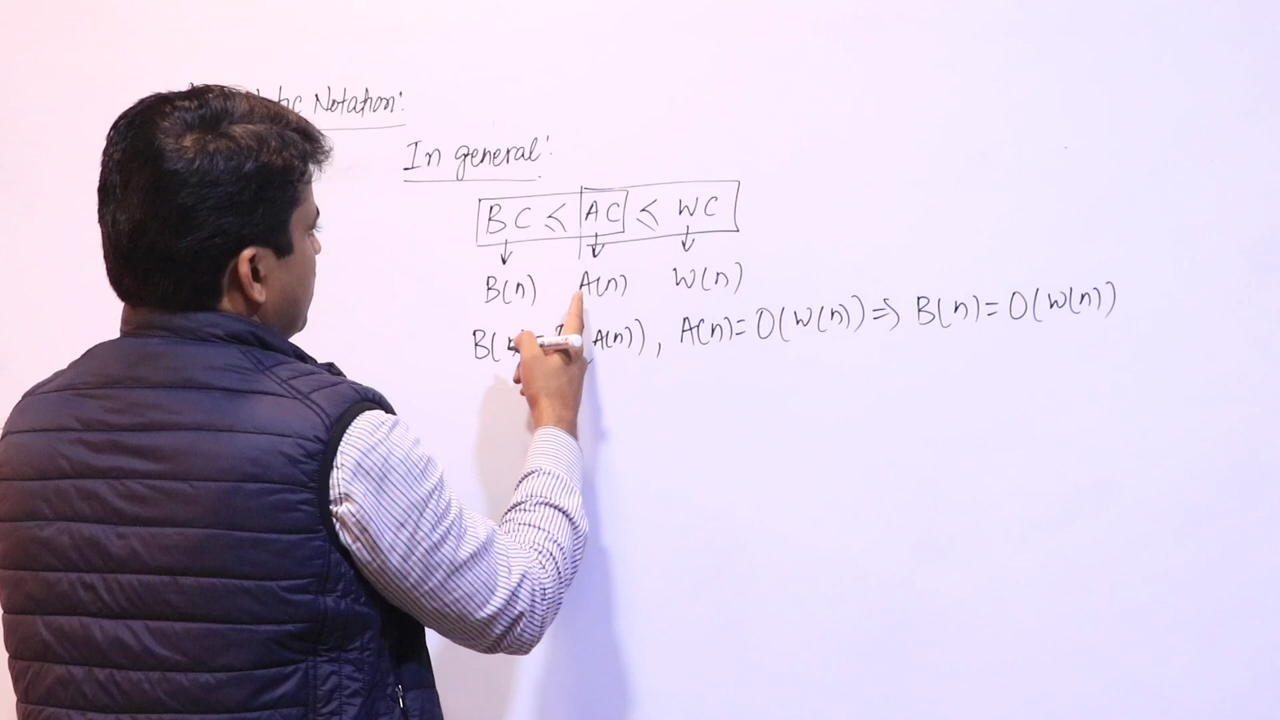 Notation:
In general:
BC ≤ AC ≤ WC
↓ ↓ ↓
B(n) A(n) W(n)
B( A(n)), A(n)= O(W(n)) => B(n)= O(W(n))